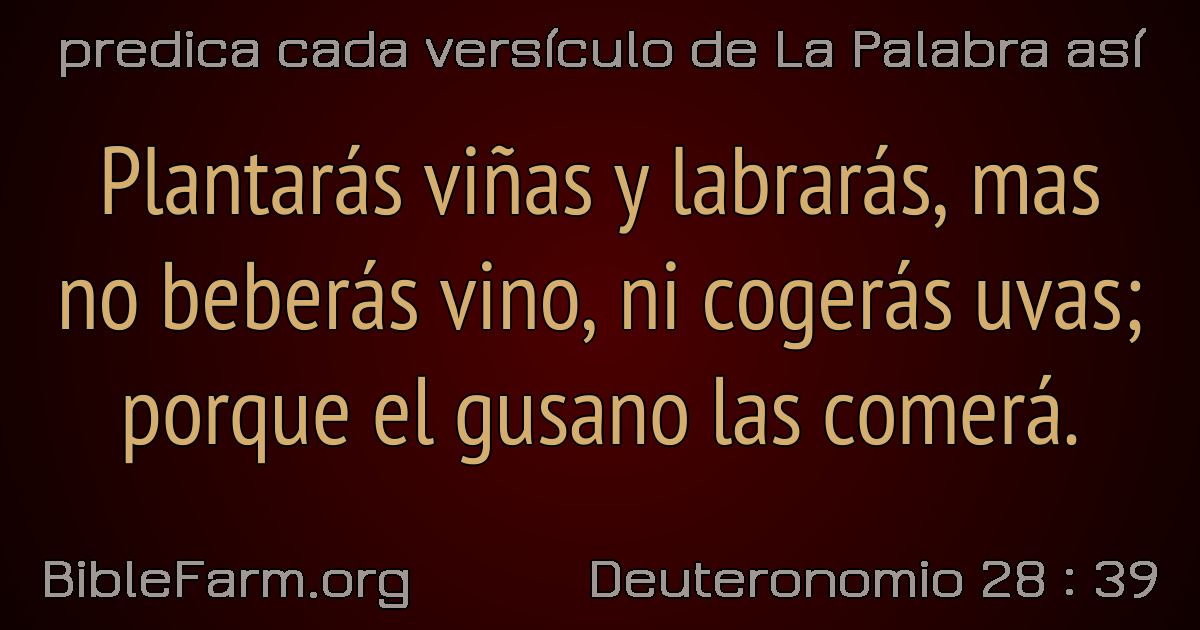 predica cada versículo de La Palabra así
Plantarás viñas y labrarás, mas
no beberás vino, ni cogerás uvas;
porque el gusano las comerá.
BibleFarm.org
Deuteronomio 28 : 39